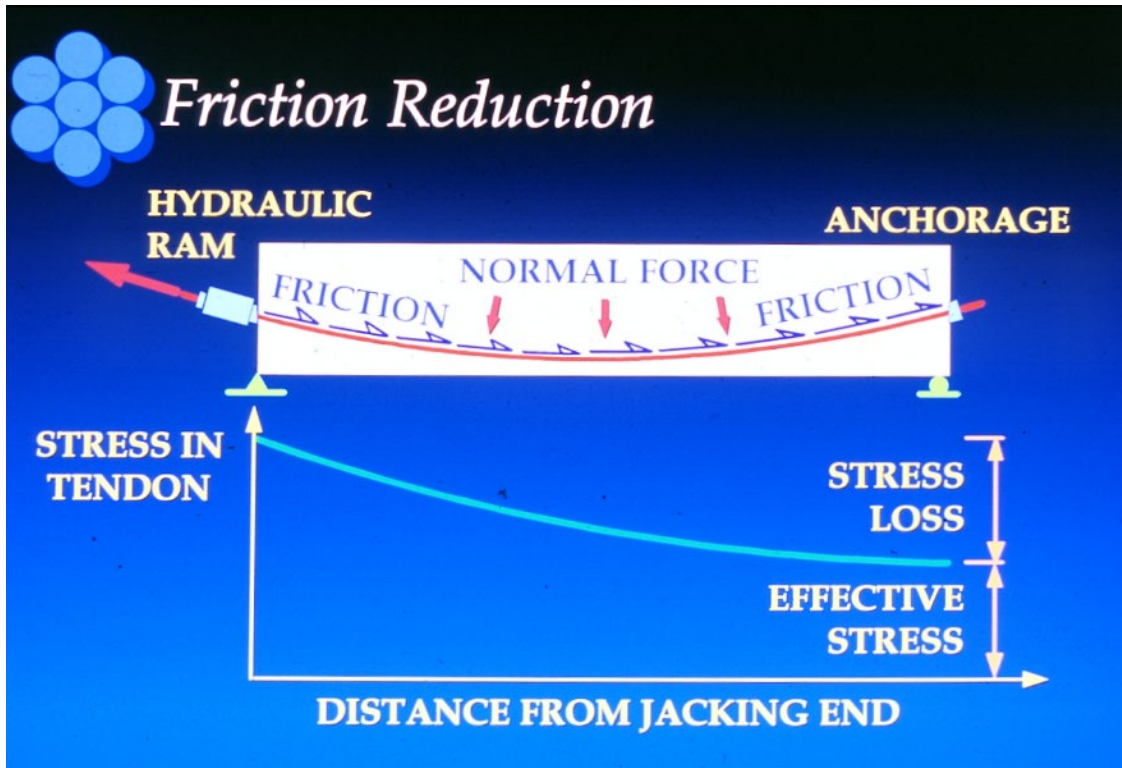 Friction Reduction
HYDRAULIC
RAM
ANCHORAGE
NORMAL FORCE
FRICTION
FRICTION
STRESS IN
TENDON
STRESS
LOSS
EFFECTIVE
STRESS
DISTANCE FROM JACKING END